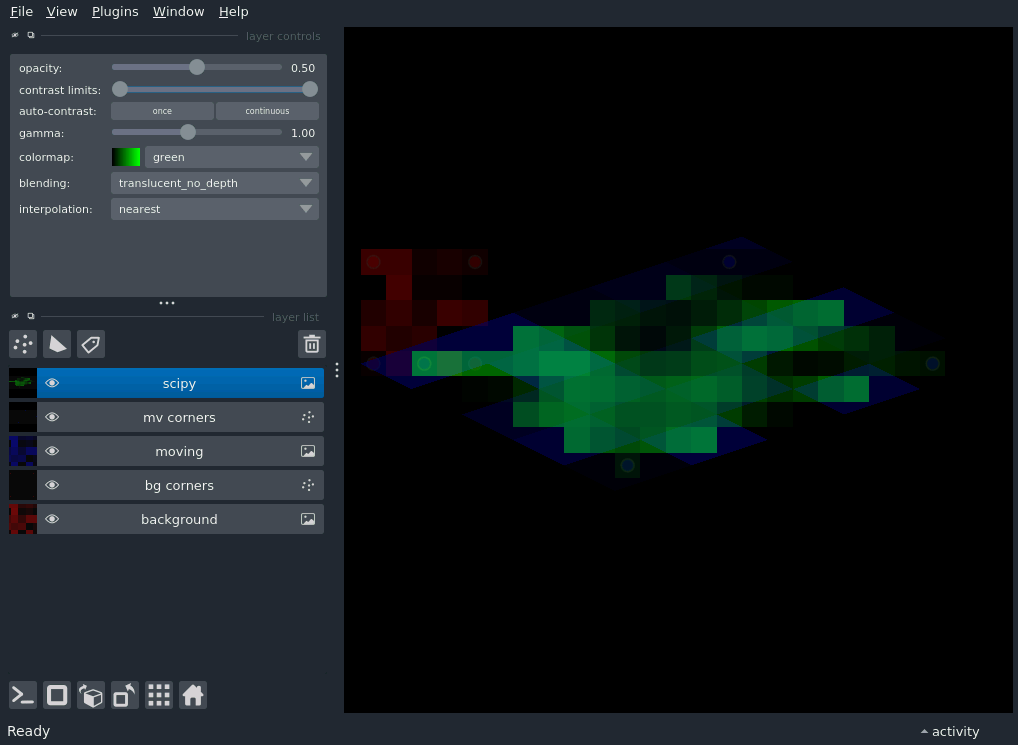 File View Plugins Window Help
layer controls
opacity: 0.50
contrast limits:
auto-contrast: once continuous
gamma: 1.00
colormap: green
blending: translucent_no_depth
interpolation: nearest
layer list
scipy
mv corners
moving
bg corners
background
Ready
activity